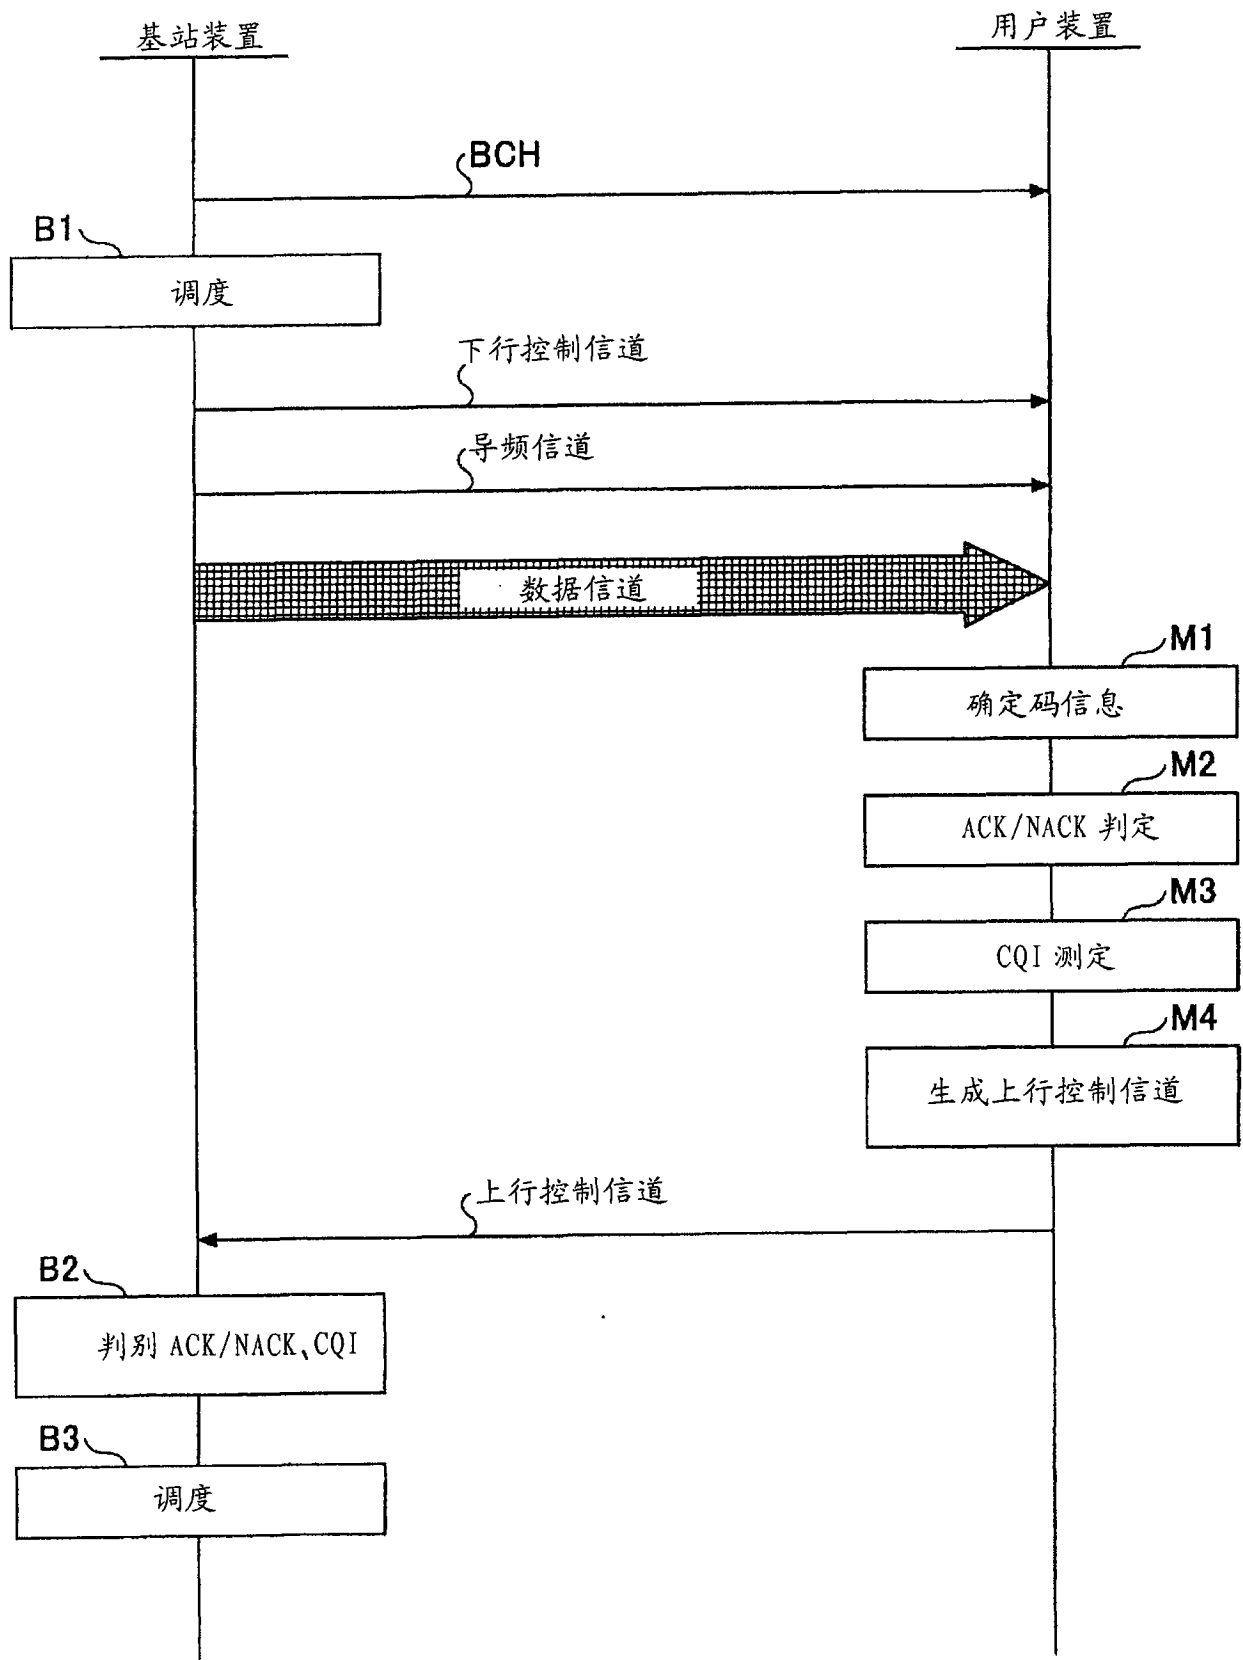 基站装置
用户装置
BCH
B1
调度
下行控制信道
导频信道
数据信道
M1
确定码信息
M2
ACK/NACK 判定
M3
CQI 测定
M4
生成上行控制信道
上行控制信道
B2
判别 ACK/NACK、CQI
B3
调度